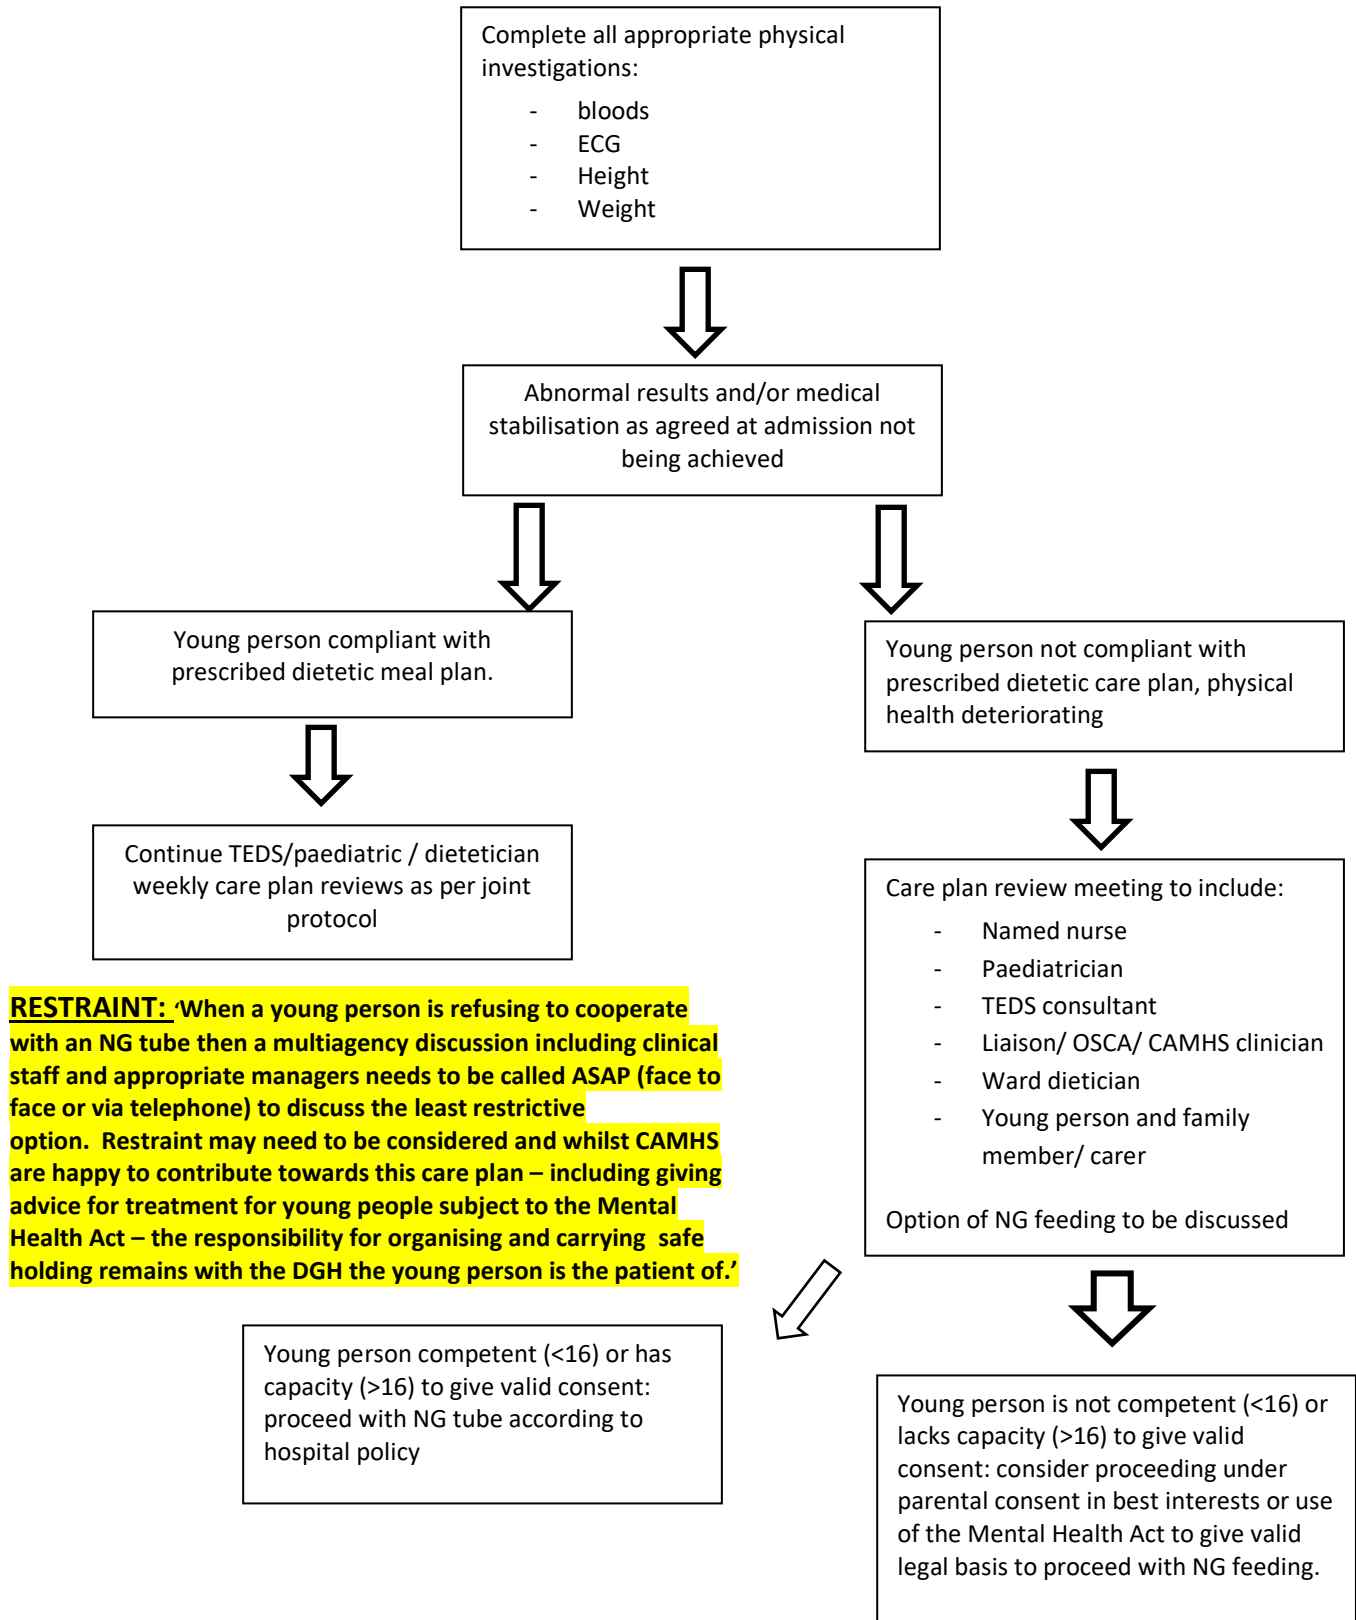 Complete all appropriate physical
investigations:
- bloods
- ECG
- Height
- Weight
Abnormal results and/or medical
stabilisation as agreed at admission not
being achieved
Young person compliant with
prescribed dietetic meal plan.
Young person not compliant with
prescribed dietetic care plan, physical
health deteriorating
Continue TEDS/paediatric / dietetician
weekly care plan reviews as per joint
protocol
Care plan review meeting to include:
- Named nurse
- Paediatrician
- TEDS consultant
- Liaison/ OSCA/ CAMHS clinician
- Ward dietician
- Young person and family
member/ carer
Option of NG feeding to be discussed
RESTRAINT: ‘When a young person is refusing to cooperate
with an NG tube then a multiagency discussion including clinical
staff and appropriate managers needs to be called ASAP (face to
face or via telephone) to discuss the least restrictive
option.  Restraint may need to be considered and whilst CAMHS
are happy to contribute towards this care plan – including giving
advice for treatment for young people subject to the Mental
Health Act – the responsibility for organising and carrying  safe
holding remains with the DGH the young person is the patient of.’
Young person competent (<16) or has
capacity (>16) to give valid consent:
proceed with NG tube according to
hospital policy
Young person is not competent (<16) or
lacks capacity (>16) to give valid
consent: consider proceeding under
parental consent in best interests or use
of the Mental Health Act to give valid
legal basis to proceed with NG feeding.